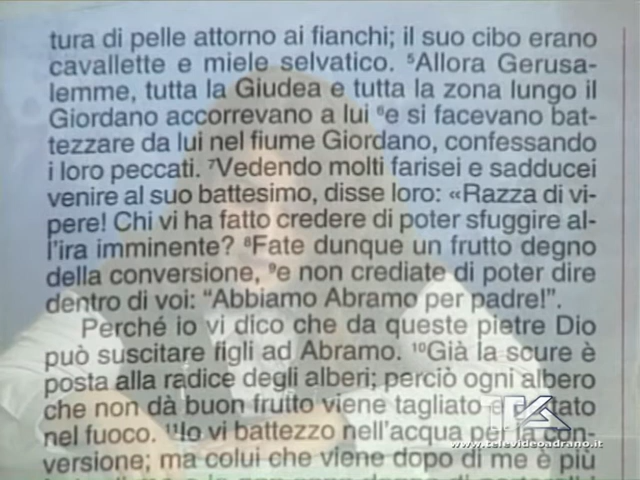 tura di pelle attorno ai fianchi; il suo cibo erano
cavallette e miele selvatico. ⁵Allora Gerusa-
lemme, tutta la Giudea e tutta la zona lungo il
Giordano accorrevano a lui ⁶e si facevano bat-
tezzare da lui nel fiume Giordano, confessando
i loro peccati. ⁷Vedendo molti farisei e sadducei
venire al suo battesimo, disse loro: «Razza di vi-
pere! Chi vi ha fatto credere di poter sfuggire al-
l'ira imminente? ⁸Fate dunque un frutto degno
della conversione, ⁹e non crediate di poter dire
dentro di voi: “Abbiamo Abramo per padre!”.
Perché io vi dico che da queste pietre Dio
può suscitare figli ad Abramo. ¹⁰Già la scure è
posta alla radice degli alberi; perciò ogni albero
che non dà buon frutto viene tagliato e
nel fuoco. ¹¹Io vi battezzo nell'acqua per la con-
www.televideoadrano.it
versione; ma colui che viene dopo di me è più